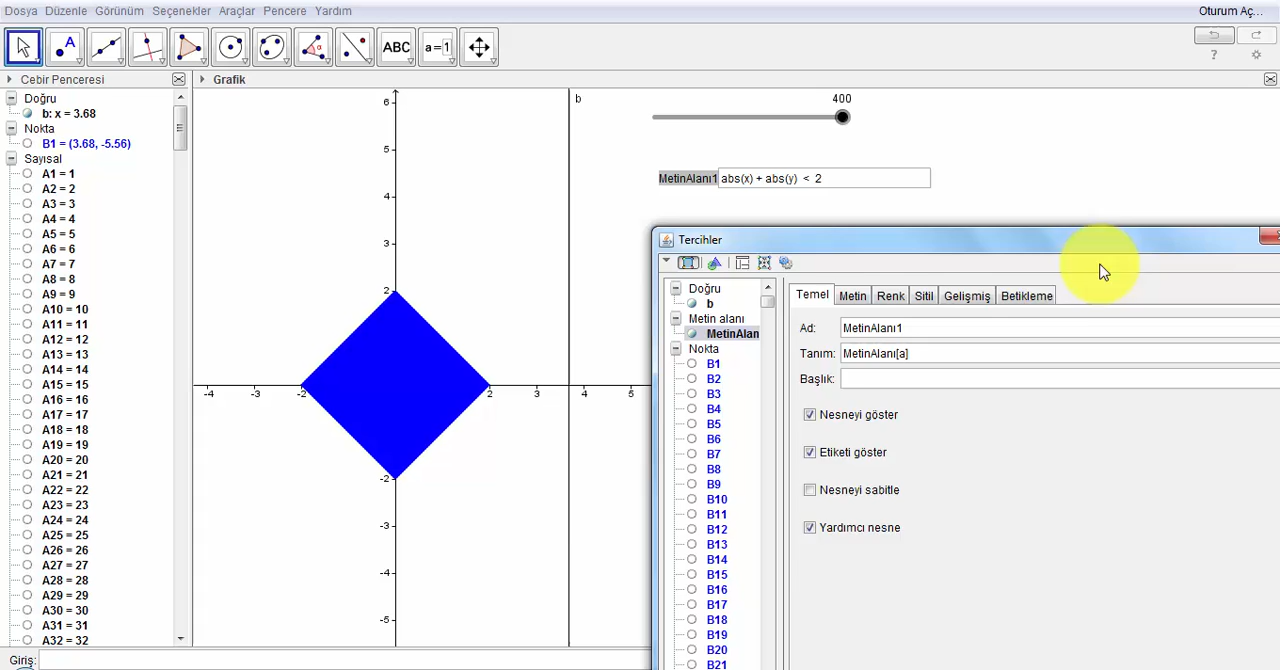 Dosya Düzenle Görünüm Seçenekler Araçlar Pencere Yardım
Oturum Aç...
A
ABC
a=1
?
Cebir Penceresi
Grafik
Doğru
b: x = 3.68
Nokta
B1 = (3.68, -5.56)
Sayısal
A1 = 1
A2 = 2
A3 = 3
A4 = 4
A5 = 5
A6 = 6
A7 = 7
A8 = 8
A9 = 9
A10 = 10
A11 = 11
A12 = 12
A13 = 13
A14 = 14
A15 = 15
A16 = 16
A17 = 17
A18 = 18
A19 = 19
A20 = 20
A21 = 21
A22 = 22
A23 = 23
A24 = 24
A25 = 25
A26 = 26
A27 = 27
A28 = 28
A29 = 29
A30 = 30
A31 = 31
A32 = 32
Giriş:
6
5
4
3
2
-2
-3
-4
-5
-4 -3 -2 2 3 4 5
b
400
MetinAlanı1 abs(x) + abs(y) < 2
Tercihler
Doğru
b
Metin alanı
MetinAlan
Nokta
B1
B2
B3
B4
B5
B6
B7
B8
B9
B10
B11
B12
B13
B14
B15
B16
B17
B18
B19
B20
B21
Temel Metin Renk Sitil Gelişmiş Betikleme
Ad: MetinAlanı1
Tanım: MetinAlanı[a]
Başlık:
Nesneyi göster
Etiketi göster
Nesneyi sabitle
Yardımcı nesne